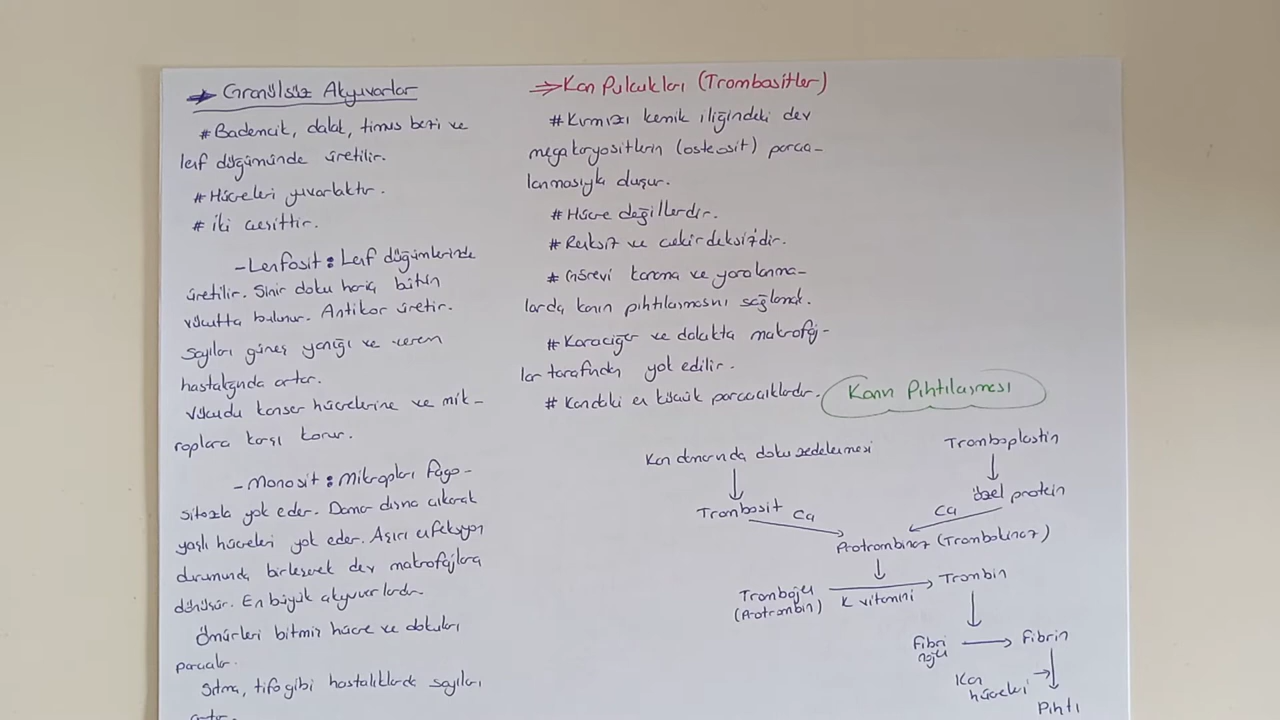 → Granülsüz Akyuvarlar
# Bademcik, dalak, timus bezi ve
lenf düğümünde üretilir.
# Hücreleri yuvarlaktır.
# İki çeşittir.
- Lenfosit : Lenf düğümlerinde
üretilir. Sinir doku hariç bütün
vücutta bulunur. Antikor üretir.
Sayıları güneş yanığı ve verem
hastalığında artar.
Vücudu kanser hücrelerine ve mik-
roplara karşı korur.
- Monosit : Mikropları fago-
sitozla yok eder. Damar dışına çıkarak
yaşlı hücreleri yok eder. Aşırı enfeksiyon
durumunda birleşerek dev makrofajlara
dönüşür. En büyük akyuvarlardır.
Ömürleri bitmiş hücre ve dokuları
parçalar.
Sıtma, tifo gibi hastalıklarda sayıları
artır.
⇒ Kan Pulcukları (Trombositler)
# Kırmızı kemik iliğindeki dev
megakaryositlerin (osteosit) parça-
lanmasıyla oluşur.
# Hücre değillerdir.
# Renksiz ve çekirdeksizdir.
# Görevi kanama ve yaralanma-
larda kanın pıhtılaşmasını sağlamak.
# Karaciğer ve dalakta makrofaj-
lar tarafından yok edilir.
# Kandaki en küçük parçacıklardır.
Kanın Pıhtılaşması
Kan damarında doku zedelenmesi
↓
Trombosit Ca
Tromboplastin
↓
özel protein
Ca
Protrombinaz (Trombokinaz)
↓
Trombojen
(Protrombin)
→
K vitamini
Trombin
↓
Fibri
nojen
→ Fibrin
Kan
hücreleri → ↓
Pıhtı